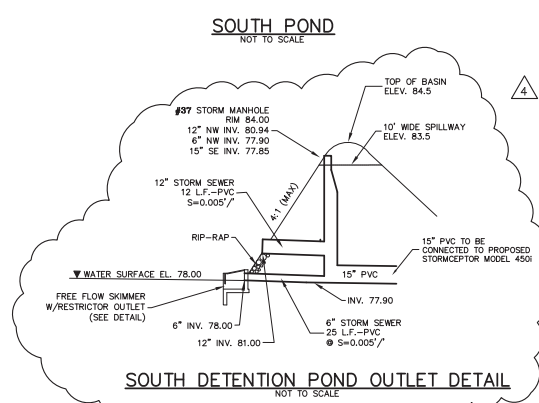 SOUTH POND
NOT TO SCALE
TOP OF BASIN
ELEV. 84.5
4
#37 STORM MANHOLE
RIM 84.00
12" NW INV. 80.94
6" NW INV. 77.90
15" SE INV. 77.85
10' WIDE SPILLWAY
ELEV. 83.5
12" STORM SEWER
12 L.F.-PVC
S=0.005'/'
4:1 (MAX)
RIP-RAP
15" PVC TO BE
CONNECTED TO PROPOSED
STORMCEPTOR MODEL 450i
WATER SURFACE EL. 78.00
15" PVC
FREE FLOW SKIMMER
W/RESTRICTOR OUTLET
(SEE DETAIL)
INV. 77.90
6" INV. 78.00
12" INV. 81.00
6" STORM SEWER
25 L.F.-PVC
@ S=0.005'/'
SOUTH DETENTION POND OUTLET DETAIL
NOT TO SCALE